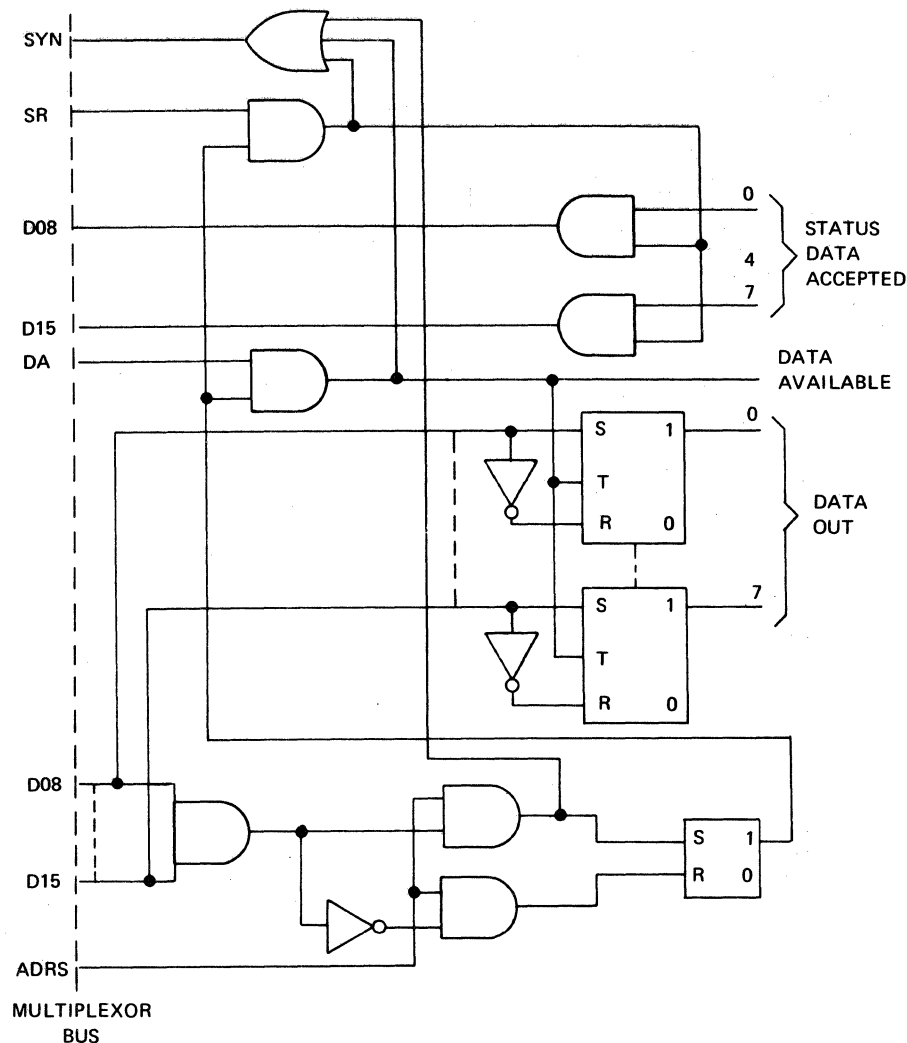 SYN
SR
D08
0
STATUS
DATA
ACCEPTED
4
7
D15
DA
DATA
AVAILABLE
0
S 1
T
R 0
DATA
OUT
S 1
7
T
R 0
D08
S 1
R 0
D15
ADRS
MULTIPLEXOR
BUS